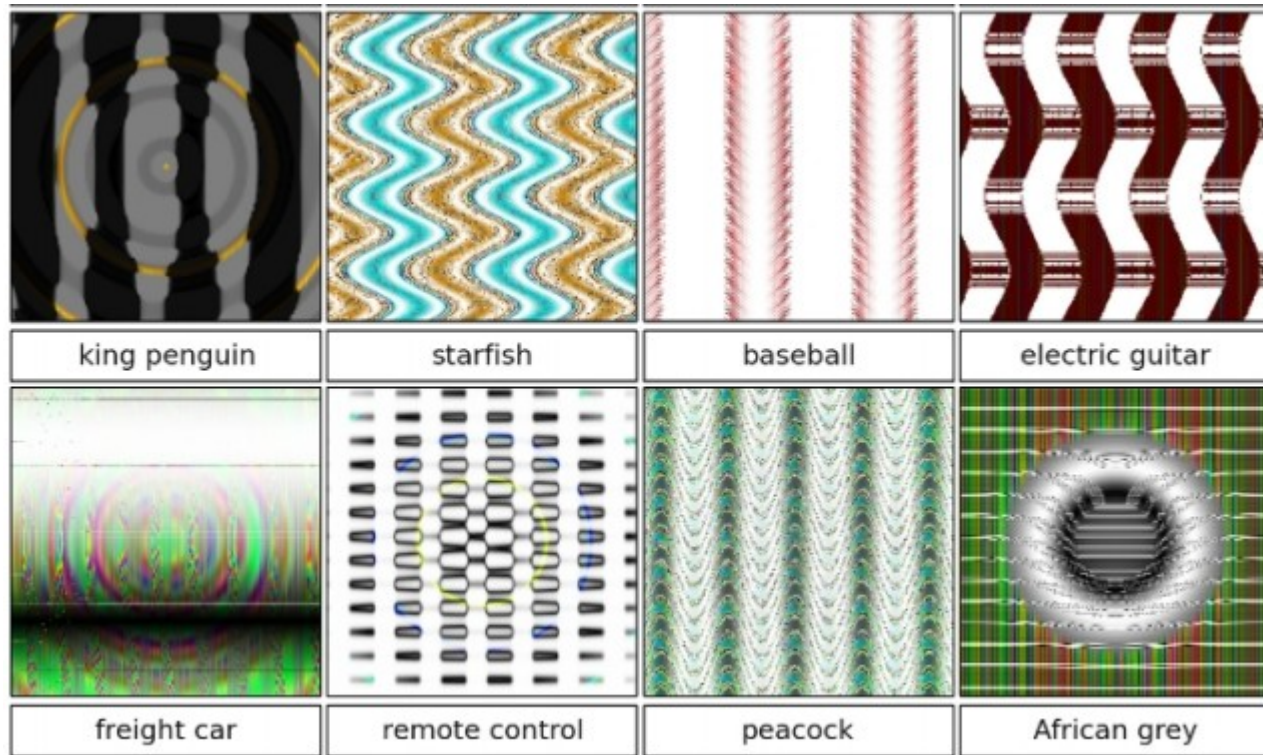 king penguin
starfish
baseball
electric guitar
freight car
remote control
peacock
African grey